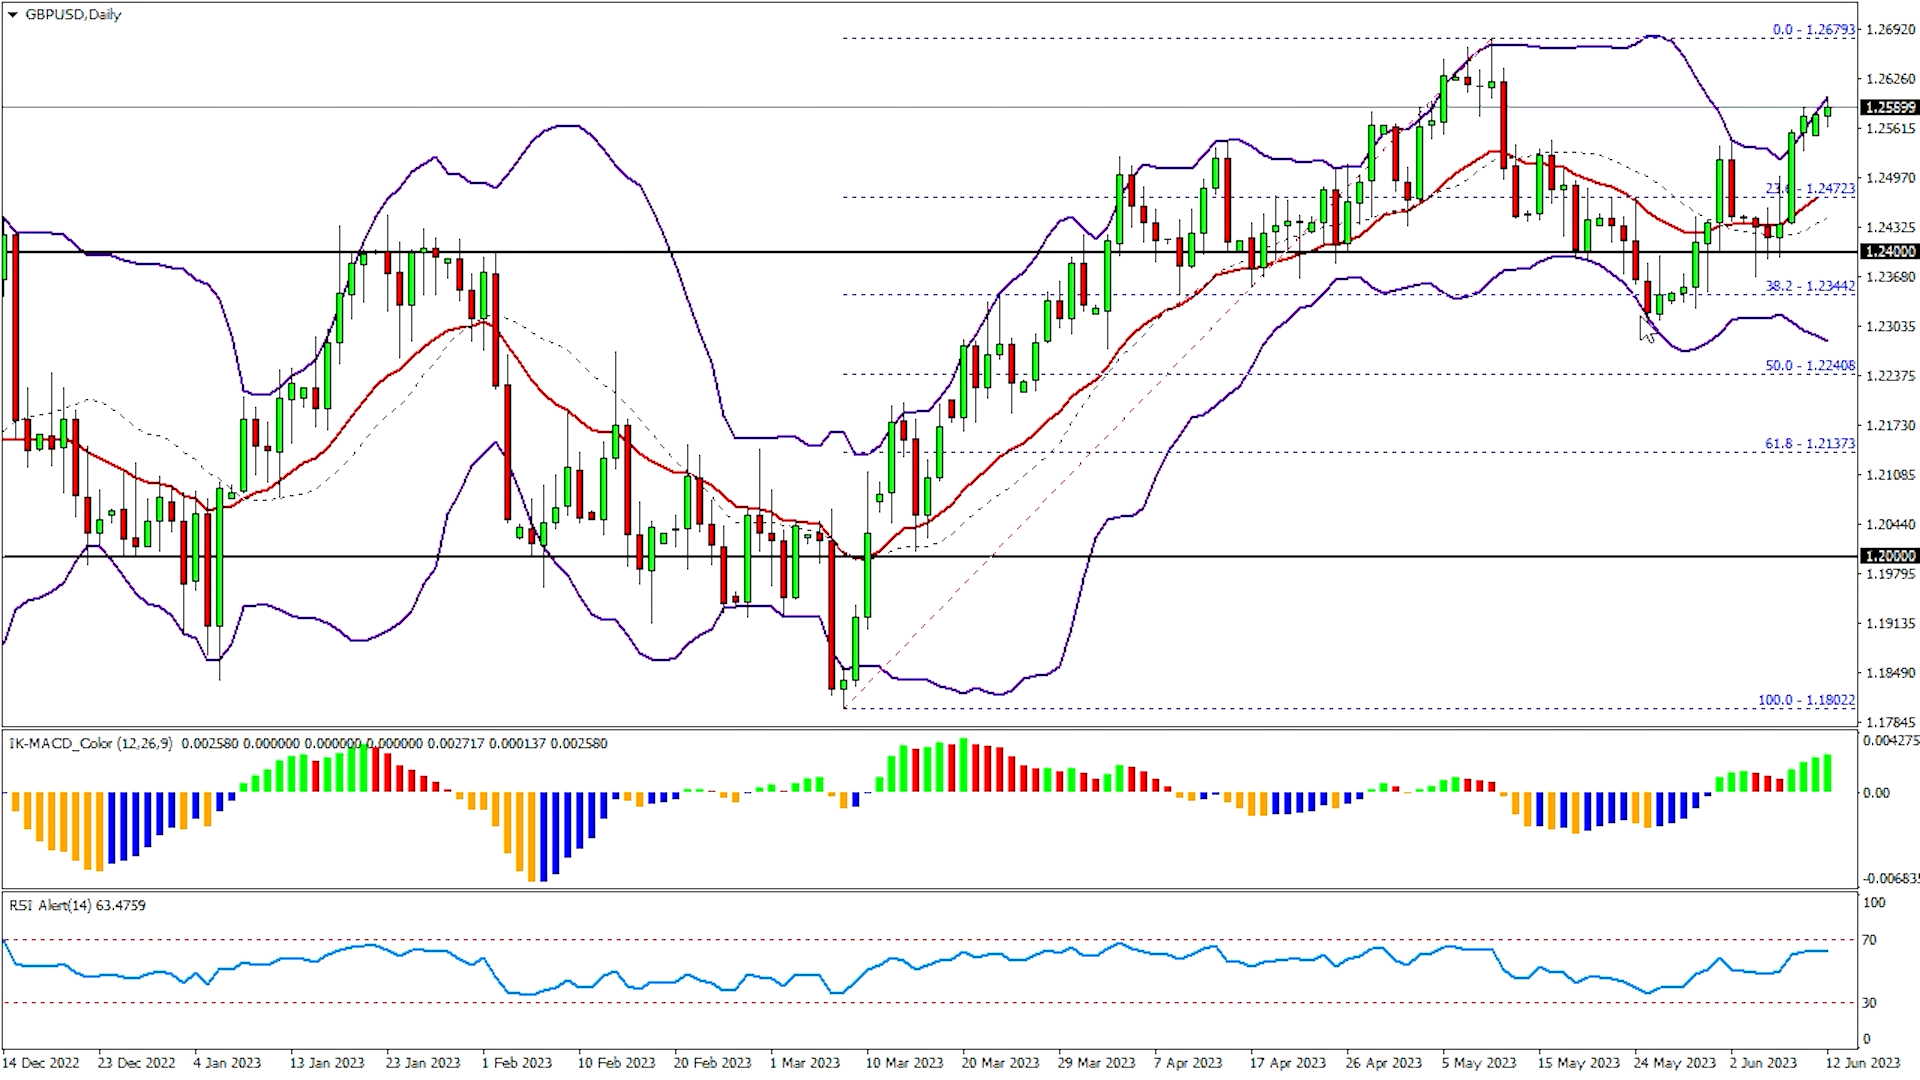 GBPUSD,Daily
0.0 - 1.26793
1.26920
1.26260
1.25899
1.25615
23.6 - 1.24723
1.24970
1.24325
1.24000
1.23680
38.2 - 1.23442
1.23035
50.0 - 1.22408
1.22375
1.21730
61.8 - 1.21373
1.21085
1.20440
1.20000
1.19795
1.19135
1.18490
100.0 - 1.18022
1.17845
IK-MACD_Color (12,26,9) 0.002580 0.000000 0.000000 0.000000 0.002717 0.000137 0.002580
0.004275
0.00
-0.006835
RSI Alert(14) 63.4759
100
70
30
0
14 Dec 2022 23 Dec 2022 4 Jan 2023 13 Jan 2023 23 Jan 2023 1 Feb 2023 10 Feb 2023 20 Feb 2023 1 Mar 2023 10 Mar 2023 20 Mar 2023 29 Mar 2023 7 Apr 2023 17 Apr 2023 26 Apr 2023 5 May 2023 15 May 2023 24 May 2023 2 Jun 2023 12 Jun 2023